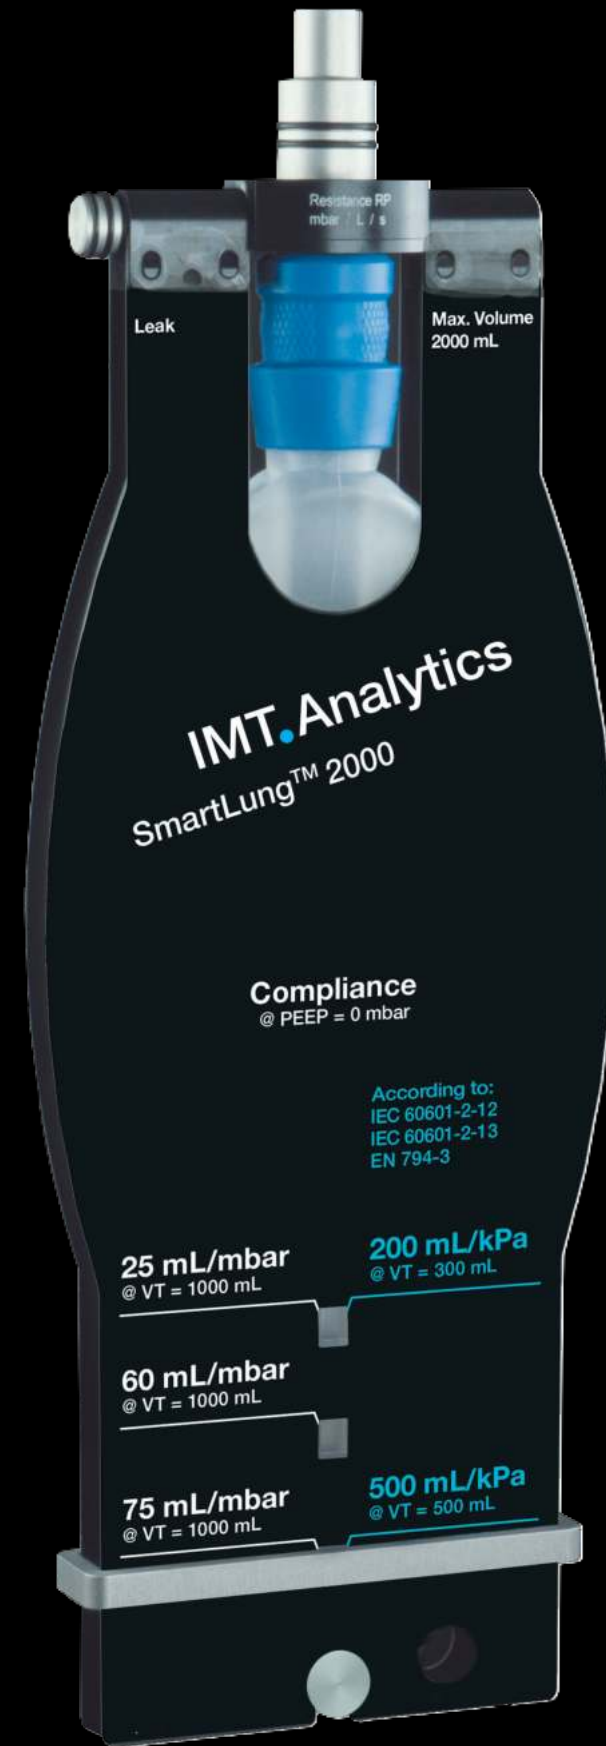 Resistance RP
mbar / L / s
Leak
Max. Volume
2000 mL
IMT.Analytics
SmartLung™ 2000
Compliance
@ PEEP = 0 mbar
According to:
IEC 60601-2-12
IEC 60601-2-13
EN 794-3
25 mL/mbar
@ VT = 1000 mL
200 mL/kPa
@ VT = 300 mL
60 mL/mbar
@ VT = 1000 mL
75 mL/mbar
@ VT = 1000 mL
500 mL/kPa
@ VT = 500 mL